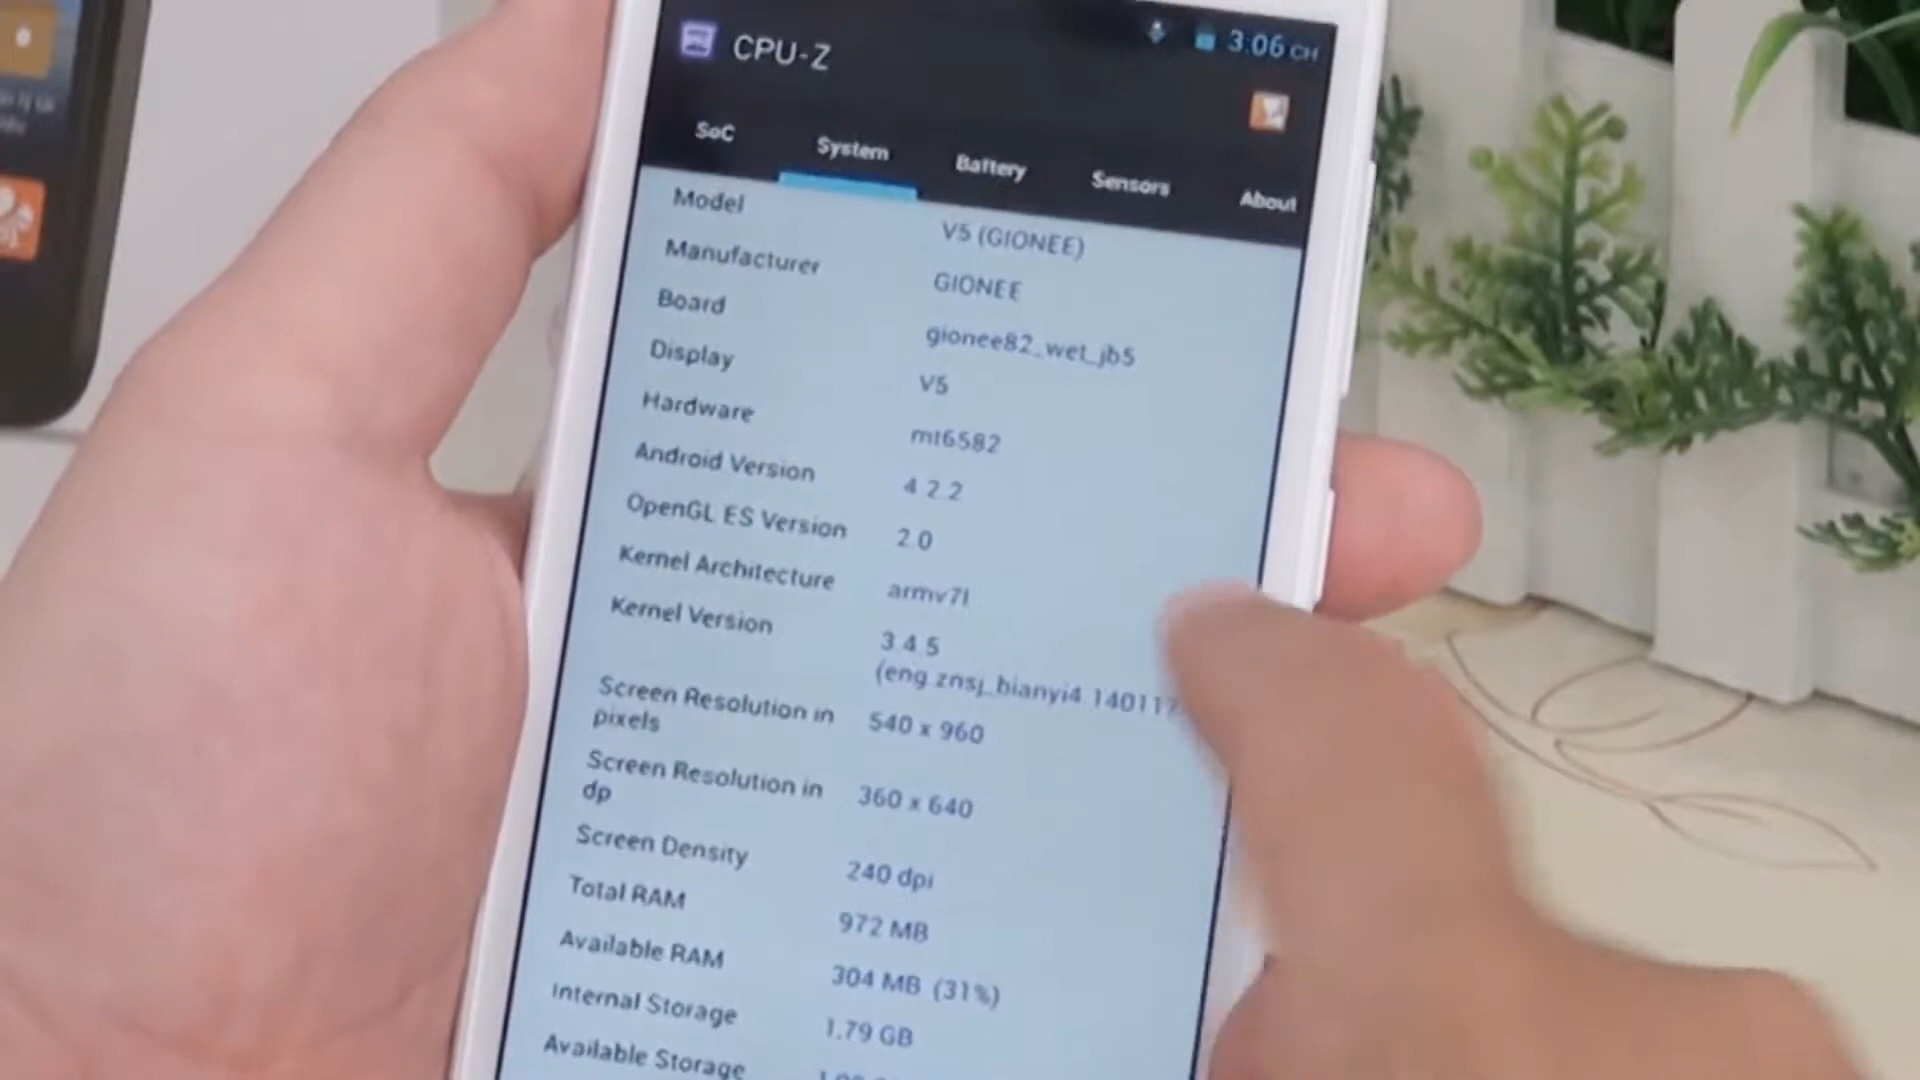 CPU-Z
3:06 CH
SoC
System
Battery
Sensors
About
Model
V5 (GIONEE)
Manufacturer
GIONEE
Board
gionee82_wet_jb5
Display
V5
Hardware
mt6582
Android Version
4.2.2
OpenGL ES Version
2.0
Kernel Architecture
armv7l
Kernel Version
3.4.5
(eng.znsj_bianyi4.140117
Screen Resolution in
pixels
540 x 960
Screen Resolution in
dp
360 x 640
Screen Density
240 dpi
Total RAM
972 MB
Available RAM
304 MB (31%)
Internal Storage
1.79 GB
Available Storage